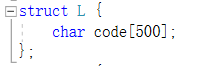 struct L {
    char code[500];
};